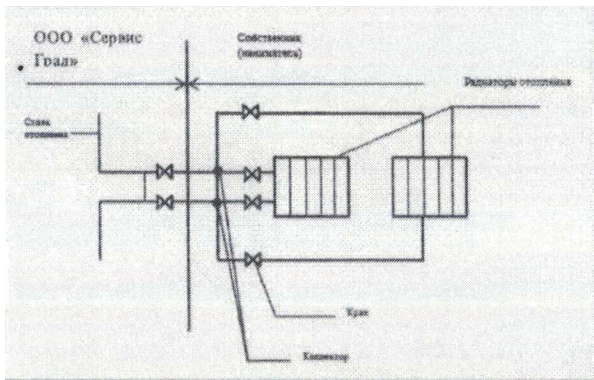 ООО «Сервис
Град»
Собственник
(наниматель)
Радиаторы отопления
Стояк
отопления
Кран
Коллектор